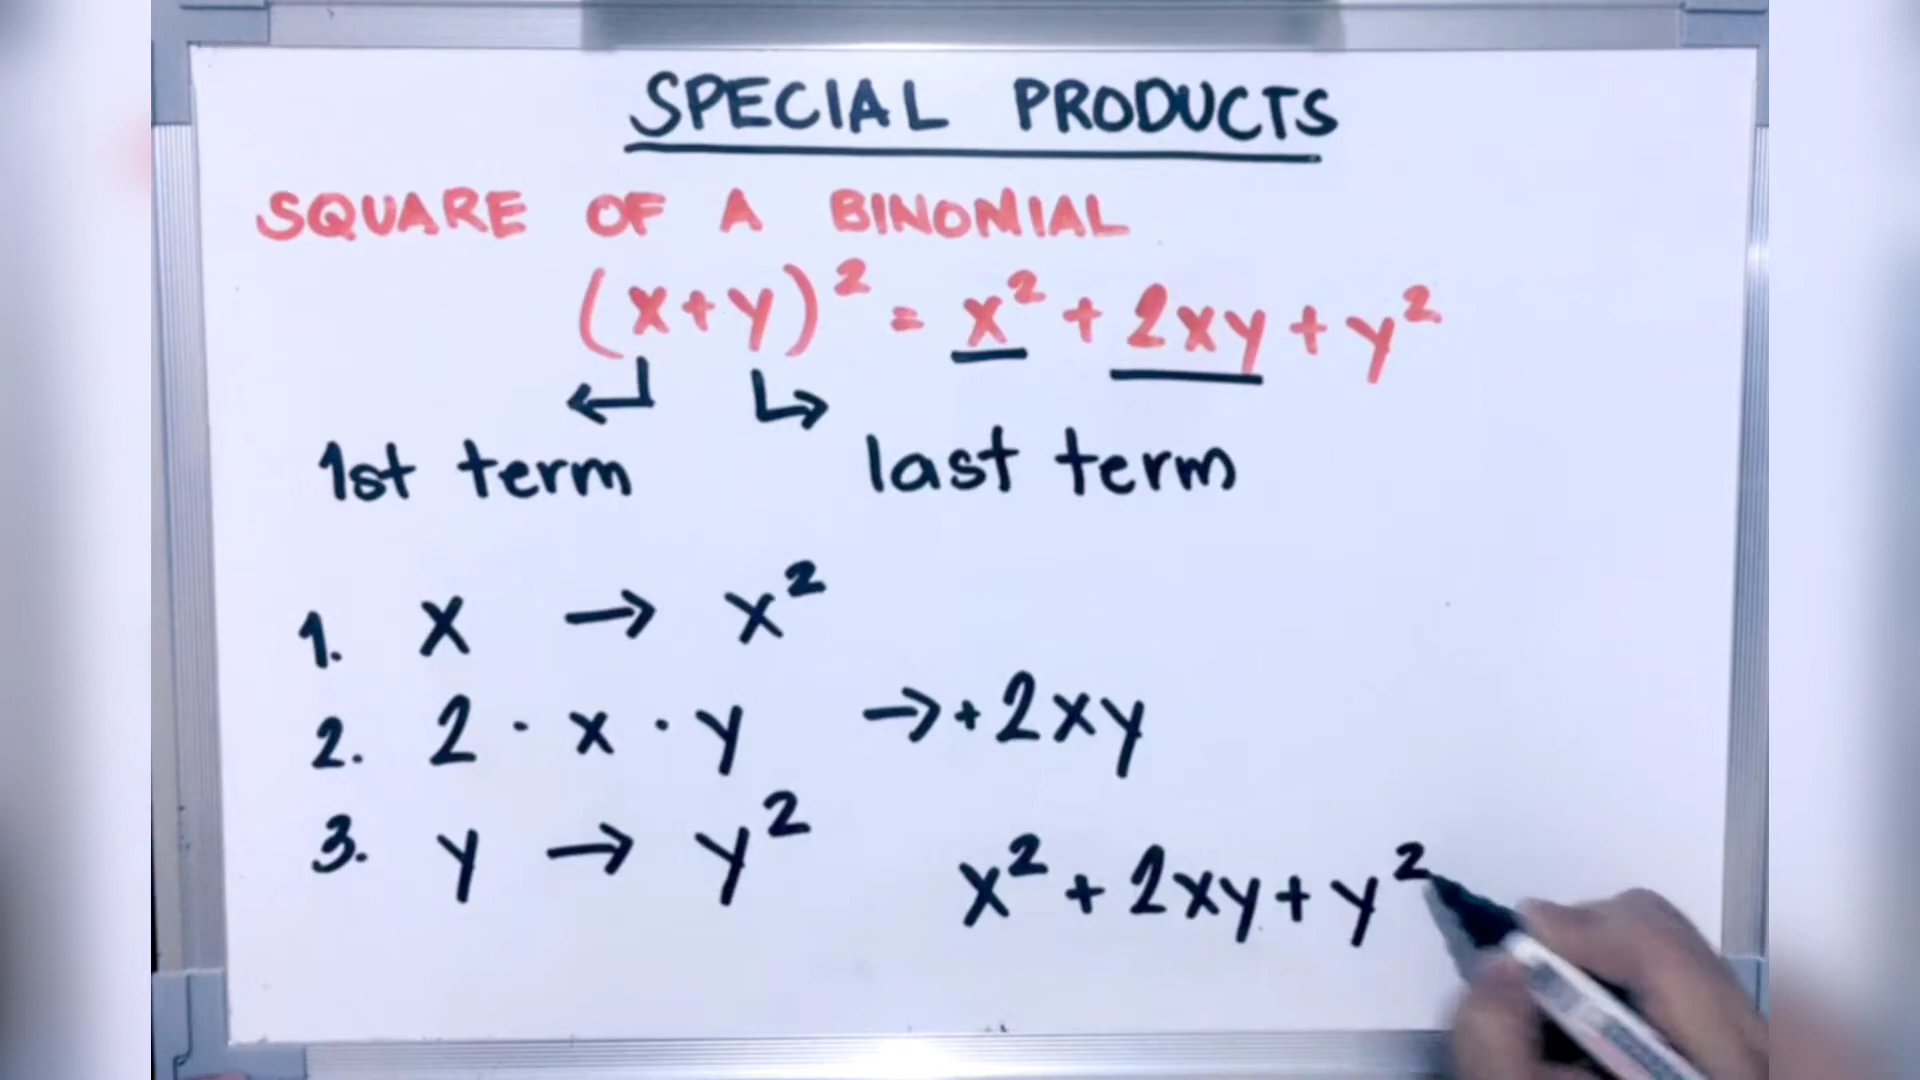 SPECIAL PRODUCTS
SQUARE OF A BINOMIAL
(x+y)² = x² + 2xy + y²
1st term last term
1. x → x²
2. 2 · x · y → + 2xy
3. y → y²
x² + 2xy + y²